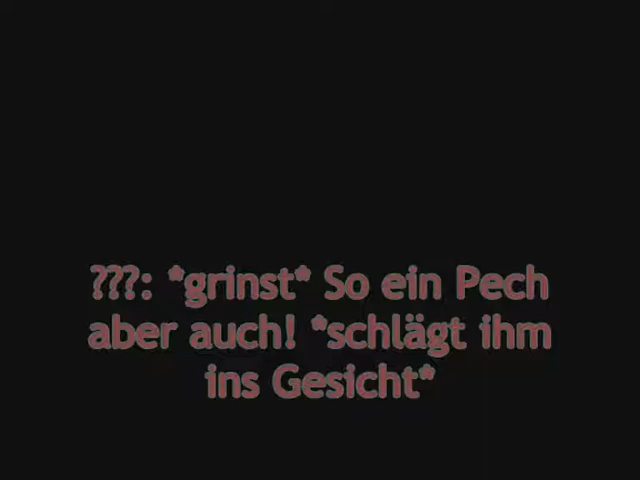 ???: *grinst* So ein Pech
aber auch! *schlägt ihm
ins Gesicht*